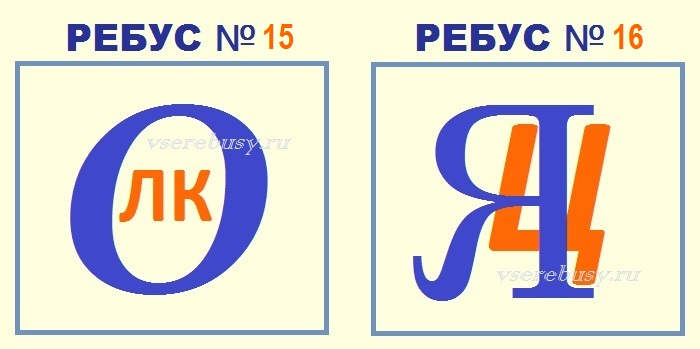 РЕБУС № 15
РЕБУС № 16
О
ЛК
vserebusy.ru
Я
Ц
vserebusy.ru